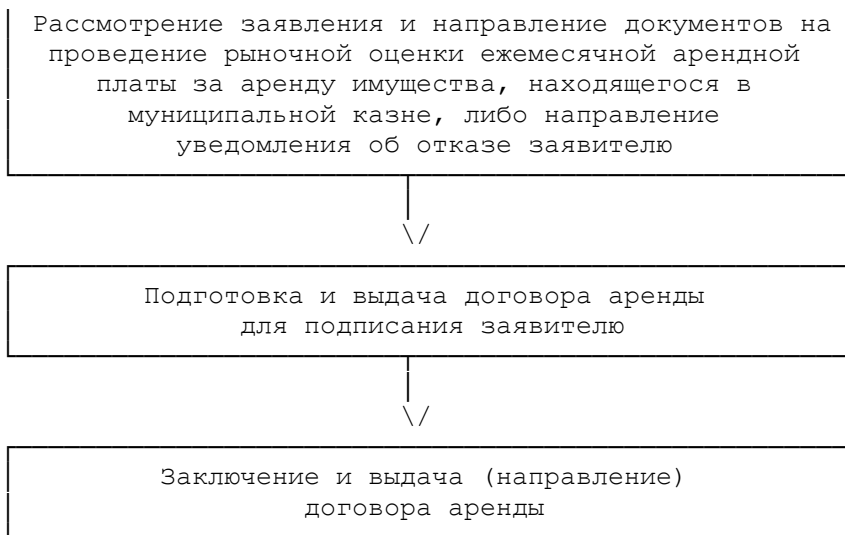 Рассмотрение заявления и направление документов на
проведение рыночной оценки ежемесячной арендной
платы за аренду имущества, находящегося в
муниципальной казне, либо направление
уведомления об отказе заявителю
\/
Подготовка и выдача договора аренды
для подписания заявителю
\/
Заключение и выдача (направление)
договора аренды